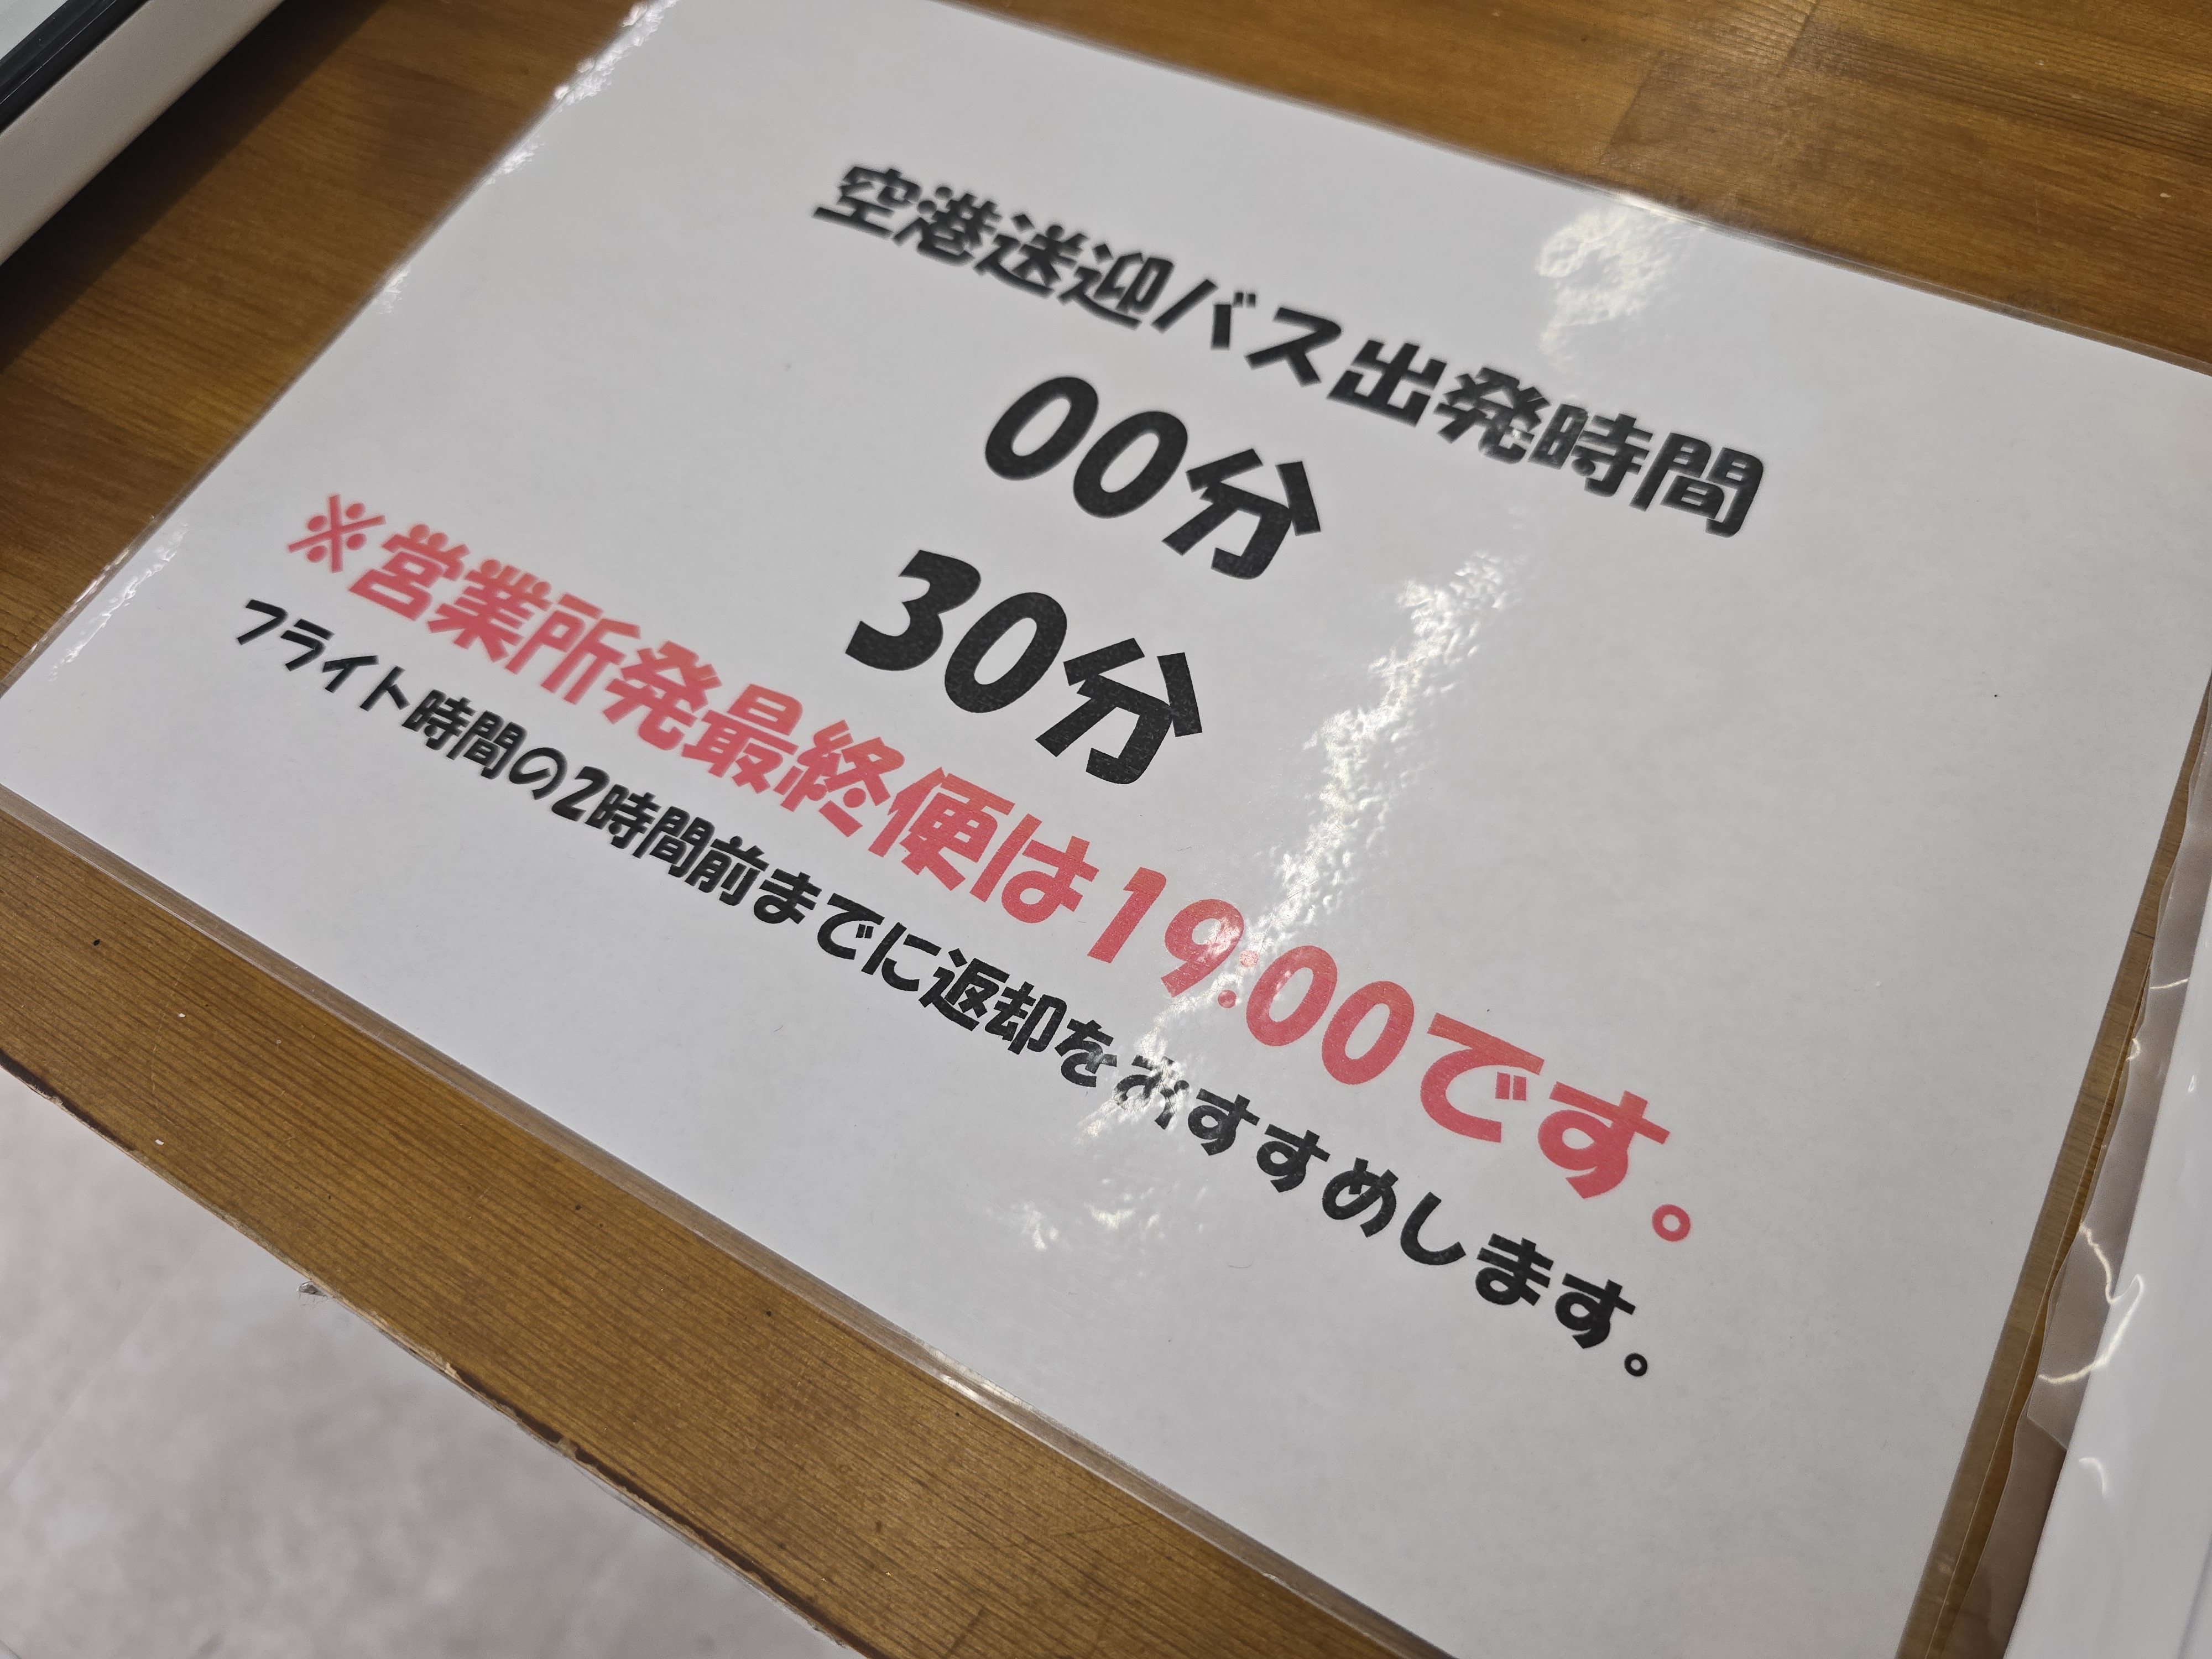 空港送迎バス出発時間
00分
30分
※営業所発最終便は19:00です。
フライト時間の2時間前までに返却をおすすめします。